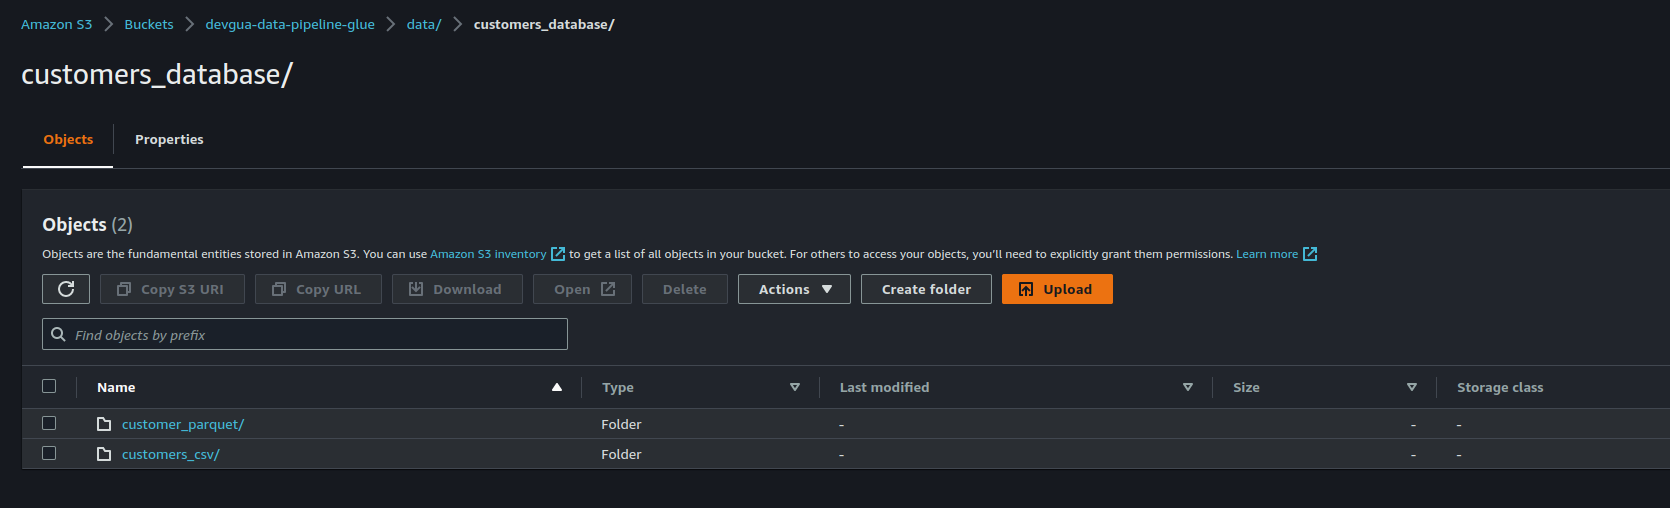 Amazon S3 > Buckets > devgua-data-pipeline-glue > data/ > customers_database/
customers_database/
Objects Properties
Objects (2)
Objects are the fundamental entities stored in Amazon S3. You can use Amazon S3 inventory to get a list of all objects in your bucket. For others to access your objects, you'll need to explicitly grant them permissions. Learn more
Copy S3 URI Copy URL Download Open Delete Actions Create folder Upload
Find objects by prefix
Name Type Last modified Size Storage class
customer_parquet/ Folder - - -
customers_csv/ Folder - - -